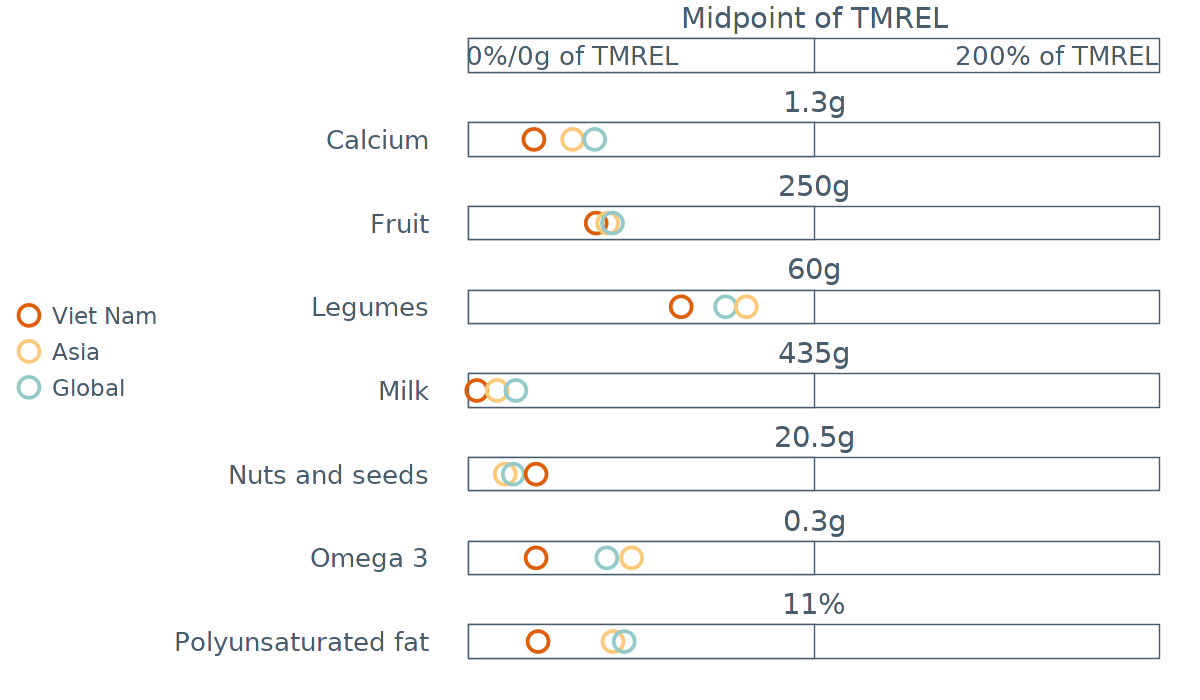 Midpoint of TMREL
0%/0g of TMREL 200% of TMREL
1.3g
Calcium
250g
Fruit
60g
Legumes
435g
Milk
20.5g
Nuts and seeds
0.3g
Omega 3
11%
Polyunsaturated fat
Viet Nam
Asia
Global